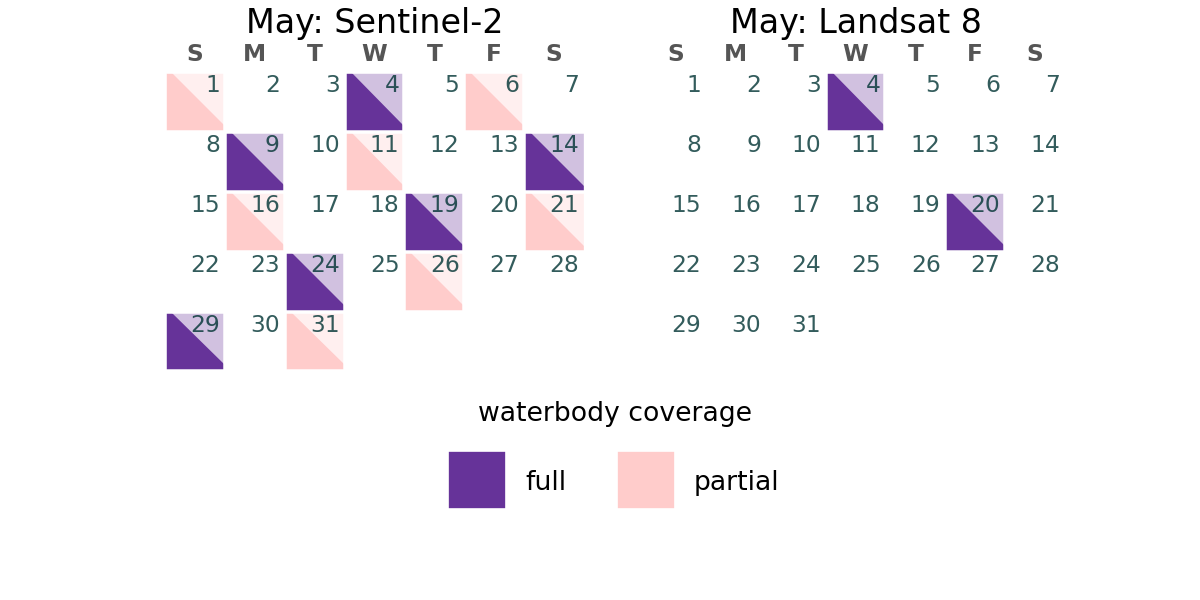 May: Sentinel-2
S M T W T F S
1 2 3 4 5 6 7
8 9 10 11 12 13 14
15 16 17 18 19 20 21
22 23 24 25 26 27 28
29 30 31
May: Landsat 8
S M T W T F S
1 2 3 4 5 6 7
8 9 10 11 12 13 14
15 16 17 18 19 20 21
22 23 24 25 26 27 28
29 30 31
waterbody coverage
full
partial